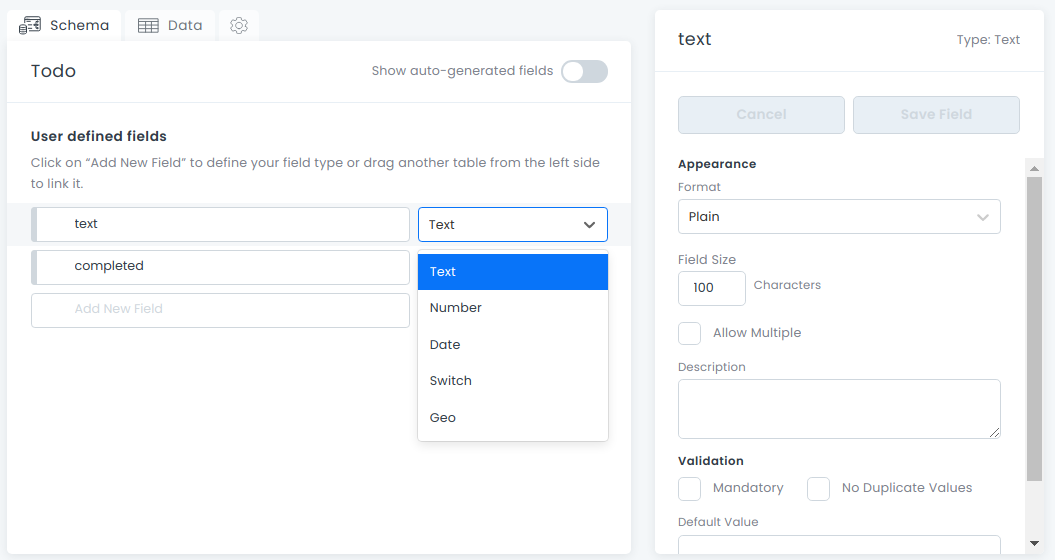 Schema
Data
Todo
Show auto-generated fields
User defined fields
Click on “Add New Field” to define your field type or drag another table from the left side
to link it.
text
Text
completed
Add New Field
Text
Number
Date
Switch
Geo
text
Type: Text
Cancel
Save Field
Appearance
Format
Plain
Field Size
100
Characters
Allow Multiple
Description
Validation
Mandatory
No Duplicate Values
Default Value